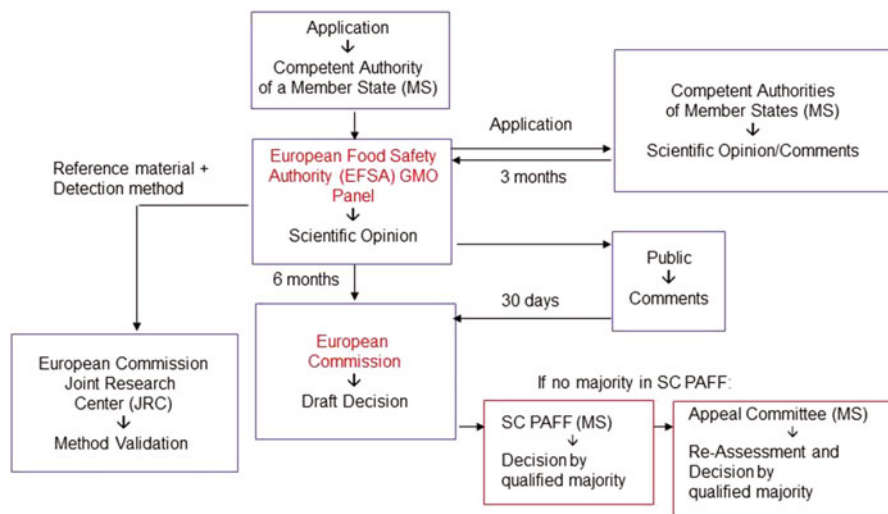 Application
↓
Competent Authority
of a Member State (MS)
Competent Authorities
of Member States (MS)
↓
Scientific Opinion/Comments
Application
3 months
Reference material +
Detection method
European Food Safety
Authority (EFSA) GMO
Panel
↓
Scientific Opinion
Public
↓
Comments
6 months
30 days
European Commission
Joint Research
Center (JRC)
↓
Method Validation
European
Commission
↓
Draft Decision
If no majority in SC PAFF:
SC PAFF (MS)
↓
Decision by
qualified majority
Appeal Committee (MS)
↓
Re-Assessment and
Decision by
qualified majority